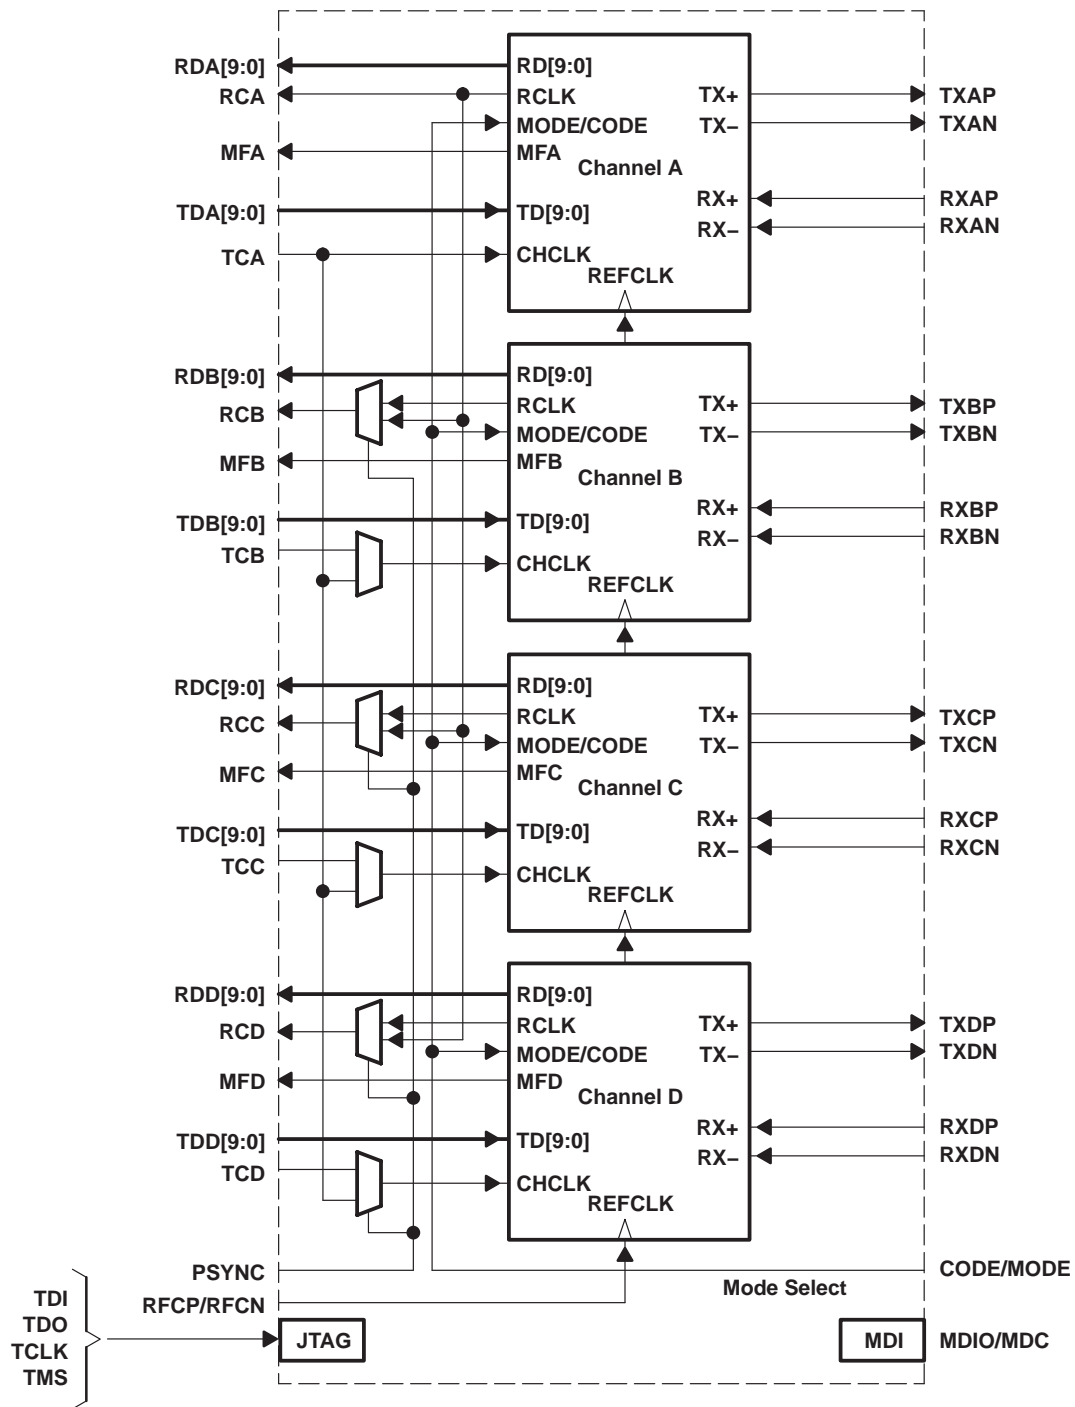 RDA[9:0]
RCA
MFA
TDA[9:0]
TCA
RD[9:0]
RCLK
MODE/CODE
MFA
Channel A
TD[9:0]
CHCLK
REFCLK
TX+
TX–
RX+
RX–
TXAP
TXAN
RXAP
RXAN
RDB[9:0]
RCB
MFB
TDB[9:0]
TCB
RD[9:0]
RCLK
MODE/CODE
MFB
Channel B
TD[9:0]
CHCLK
REFCLK
TX+
TX–
RX+
RX–
TXBP
TXBN
RXBP
RXBN
RDC[9:0]
RCC
MFC
TDC[9:0]
TCC
RD[9:0]
RCLK
MODE/CODE
MFC
Channel C
TD[9:0]
CHCLK
REFCLK
TX+
TX–
RX+
RX–
TXCP
TXCN
RXCP
RXCN
RDD[9:0]
RCD
MFD
TDD[9:0]
TCD
RD[9:0]
RCLK
MODE/CODE
MFD
Channel D
TD[9:0]
CHCLK
REFCLK
TX+
TX–
RX+
RX–
TXDP
TXDN
RXDP
RXDN
PSYNC
RFCP/RFCN
Mode Select
CODE/MODE
TDI
TDO
TCLK
TMS
JTAG
MDI
MDIO/MDC